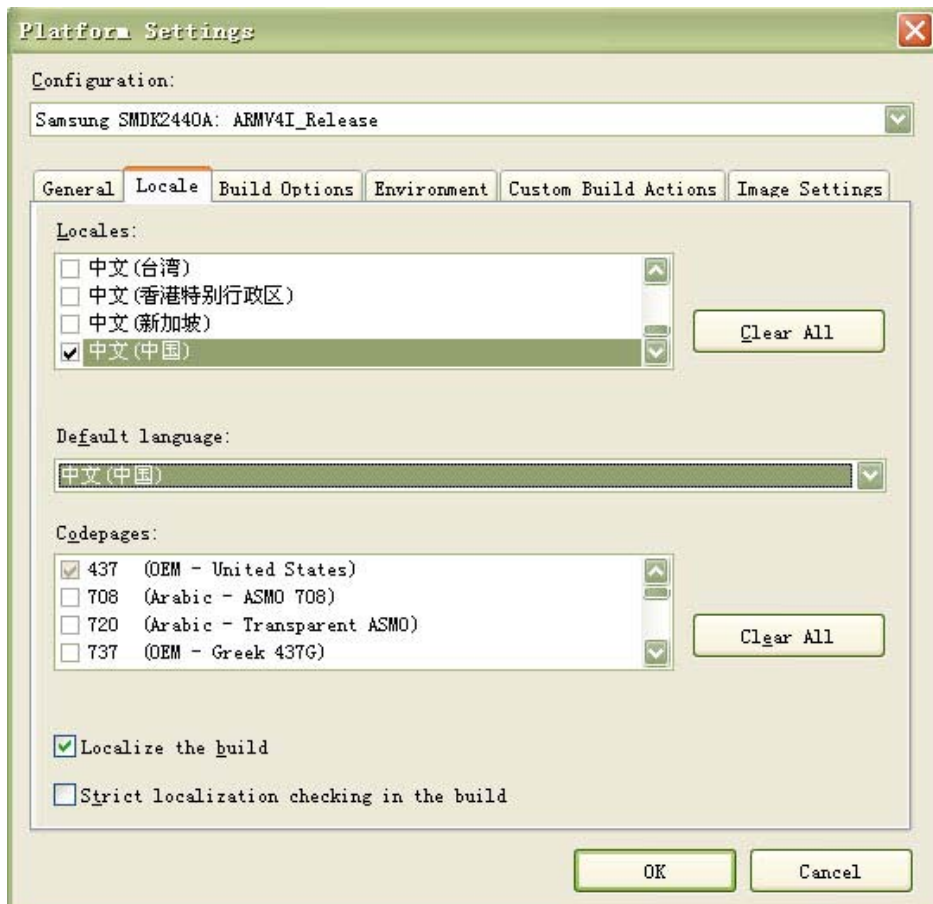 Platform Settings
Configuration:
Samsung SMDK2440A: ARMV4I_Release
General Locale Build Options Environment Custom Build Actions Image Settings
Locales:
中文(台湾)
中文(香港特别行政区)
中文(新加坡)
中文(中国)
Clear All
Default language:
中文(中国)
Codepages:
437 (OEM - United States)
708 (Arabic - ASMO 708)
720 (Arabic - Transparent ASMO)
737 (OEM - Greek 437G)
Clear All
Localize the build
Strict localization checking in the build
OK Cancel